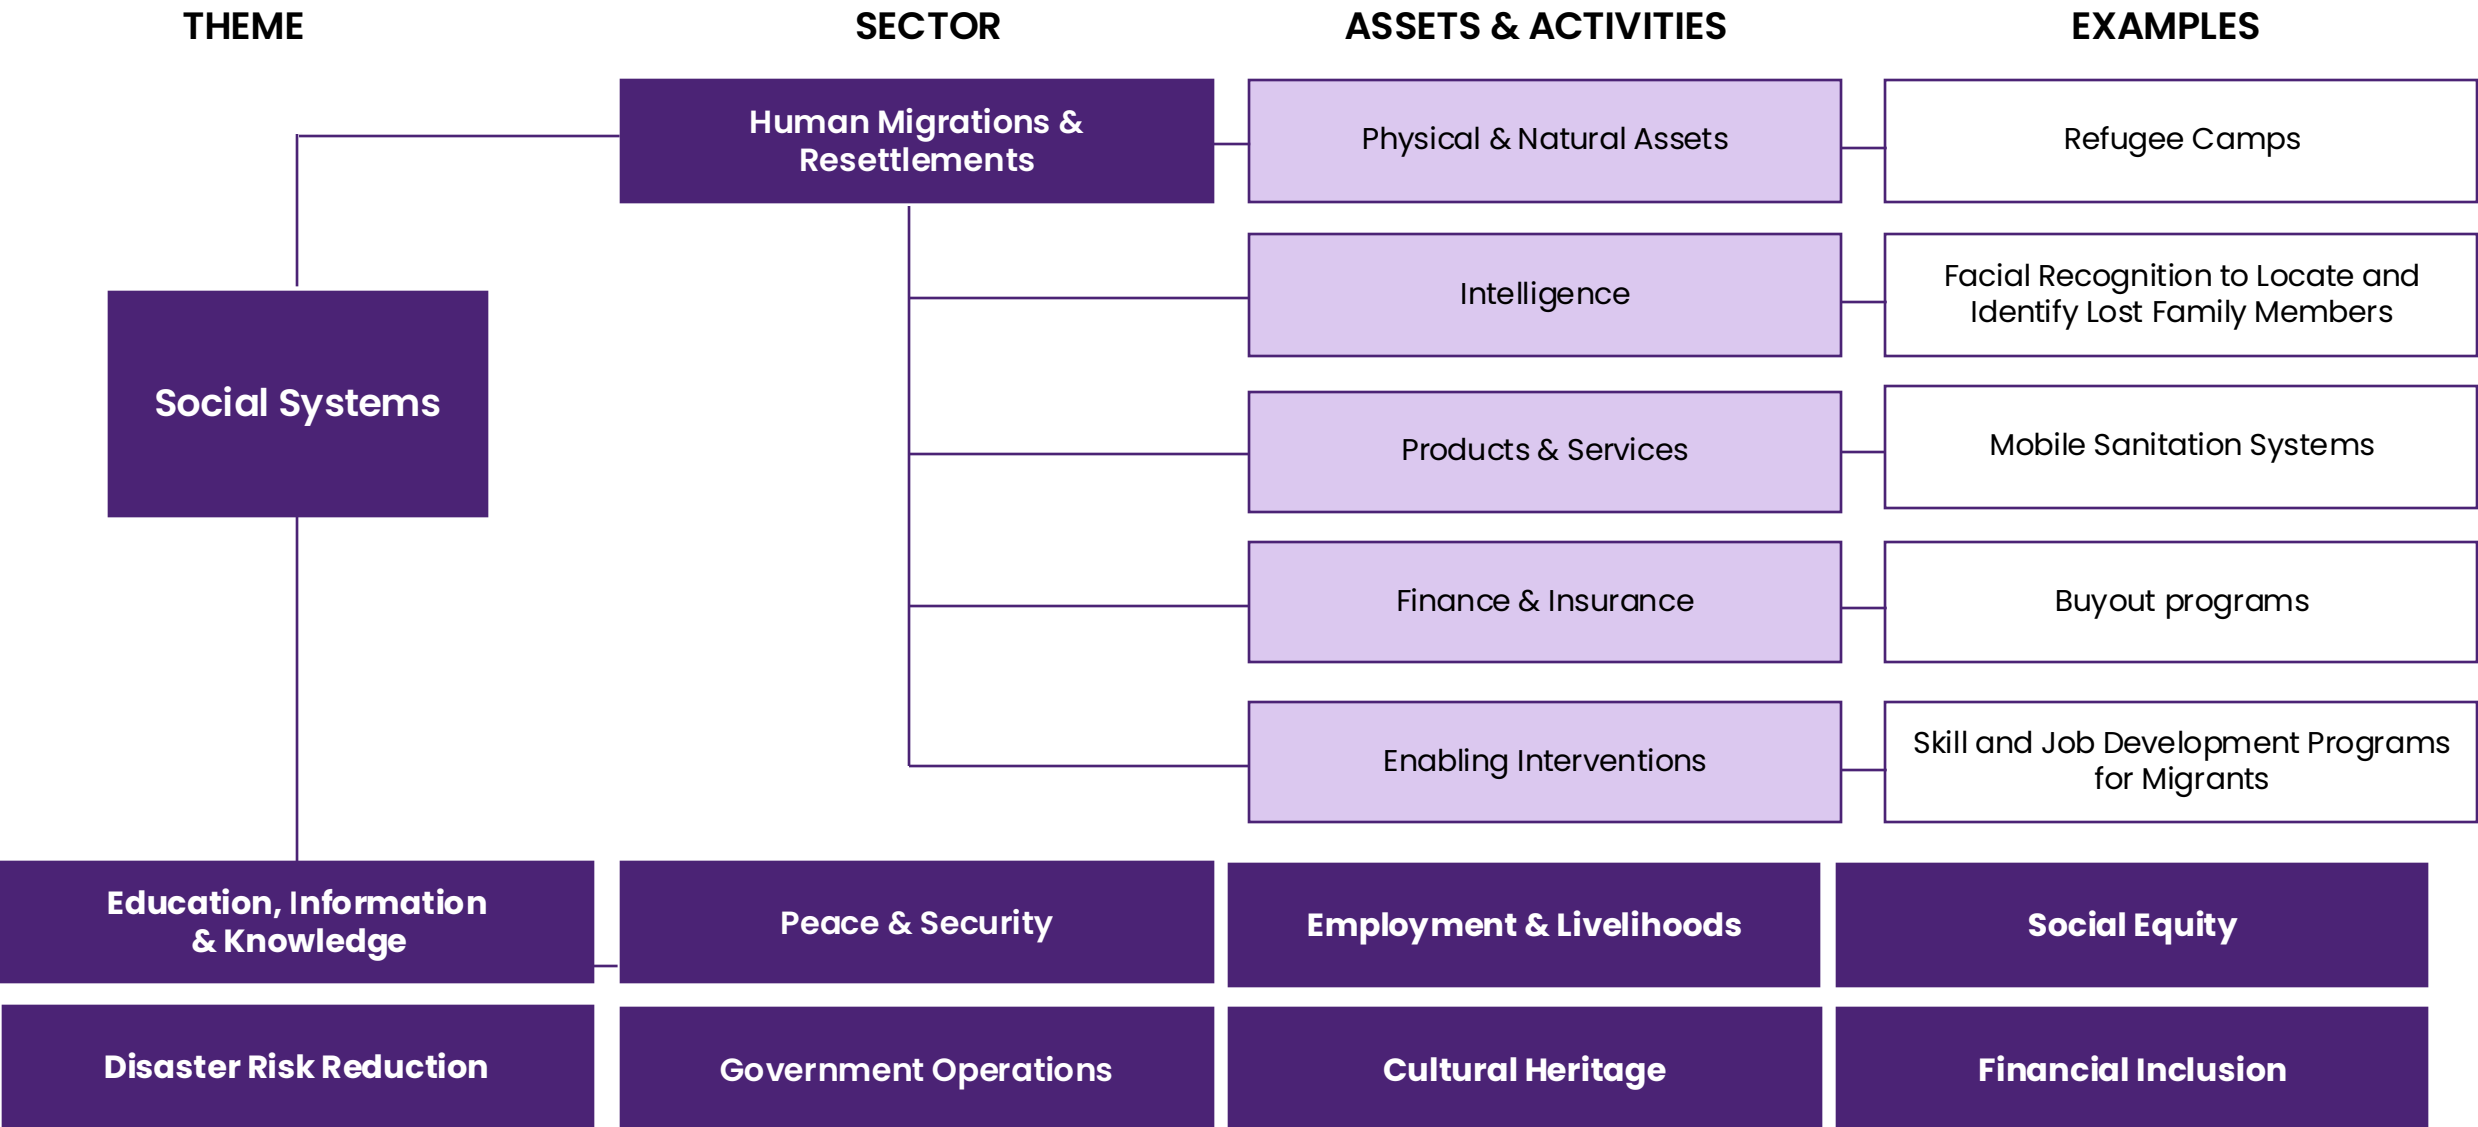 THEME
SECTOR
ASSETS & ACTIVITIES
EXAMPLES
Human Migrations &
Resettlements
Physical & Natural Assets
Refugee Camps
Intelligence
Facial Recognition to Locate and
Identify Lost Family Members
Social Systems
Products & Services
Mobile Sanitation Systems
Finance & Insurance
Buyout programs
Enabling Interventions
Skill and Job Development Programs
for Migrants
Education, Information
& Knowledge
Peace & Security
Employment & Livelihoods
Social Equity
Disaster Risk Reduction
Government Operations
Cultural Heritage
Financial Inclusion